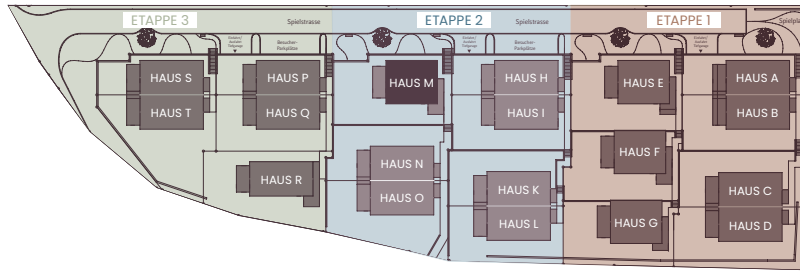 ETAPPE 3
Spielstrasse
ETAPPE 2
Spielstrasse
ETAPPE 1
Spielpla
Besucher-
Parkplätze
Besucher-
Parkplätze
HAUS S
HAUS T
HAUS P
HAUS Q
HAUS R
HAUS M
HAUS N
HAUS O
HAUS H
HAUS I
HAUS K
HAUS L
HAUS E
HAUS F
HAUS G
HAUS A
HAUS B
HAUS C
HAUS D